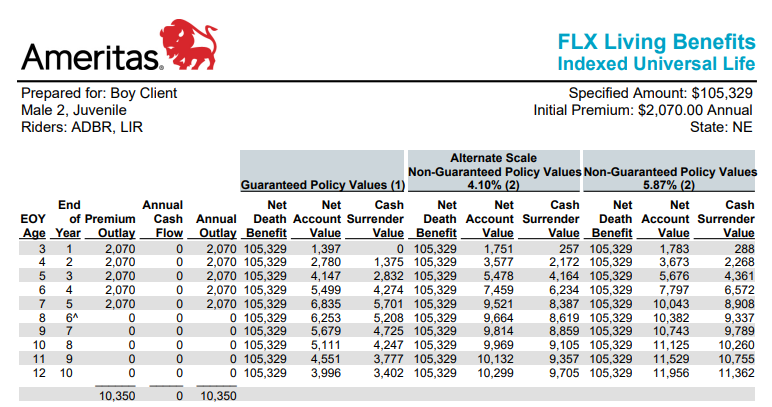 Ameritas.
FLX Living Benefits
Indexed Universal Life
Prepared for: Boy Client
Specified Amount: $105,329
Male 2, Juvenile
Initial Premium: $2,070.00 Annual
Riders: ADBR, LIR
State: NE
Guaranteed Policy Values (1)
Alternate Scale
Non-Guaranteed Policy Values
4.10% (2)
Non-Guaranteed Policy Values
5.87% (2)
EOY Age | End of Year | Premium Outlay | Annual Cash Flow | Annual Outlay | Net Death Benefit | Net Account Value | Cash Surrender Value | Net Death Benefit | Net Account Value | Cash Surrender Value | Net Death Benefit | Net Account Value | Cash Surrender Value
3 1 2,070 0 2,070 105,329 1,397 0 105,329 1,751 257 105,329 1,783 288
4 2 2,070 0 2,070 105,329 2,780 1,375 105,329 3,577 2,172 105,329 3,673 2,268
5 3 2,070 0 2,070 105,329 4,147 2,832 105,329 5,478 4,164 105,329 5,676 4,361
6 4 2,070 0 2,070 105,329 5,499 4,274 105,329 7,459 6,234 105,329 7,797 6,572
7 5 2,070 0 2,070 105,329 6,835 5,701 105,329 9,521 8,387 105,329 10,043 8,908
8 6^ 0 0 0 105,329 6,253 5,208 105,329 9,664 8,619 105,329 10,382 9,337
9 7 0 0 0 105,329 5,679 4,725 105,329 9,814 8,859 105,329 10,743 9,789
10 8 0 0 0 105,329 5,111 4,247 105,329 9,969 9,105 105,329 11,125 10,260
11 9 0 0 0 105,329 4,551 3,777 105,329 10,132 9,357 105,329 11,529 10,755
12 10 0 0 0 105,329 3,996 3,402 105,329 10,299 9,705 105,329 11,956 11,362
10,350 0 10,350